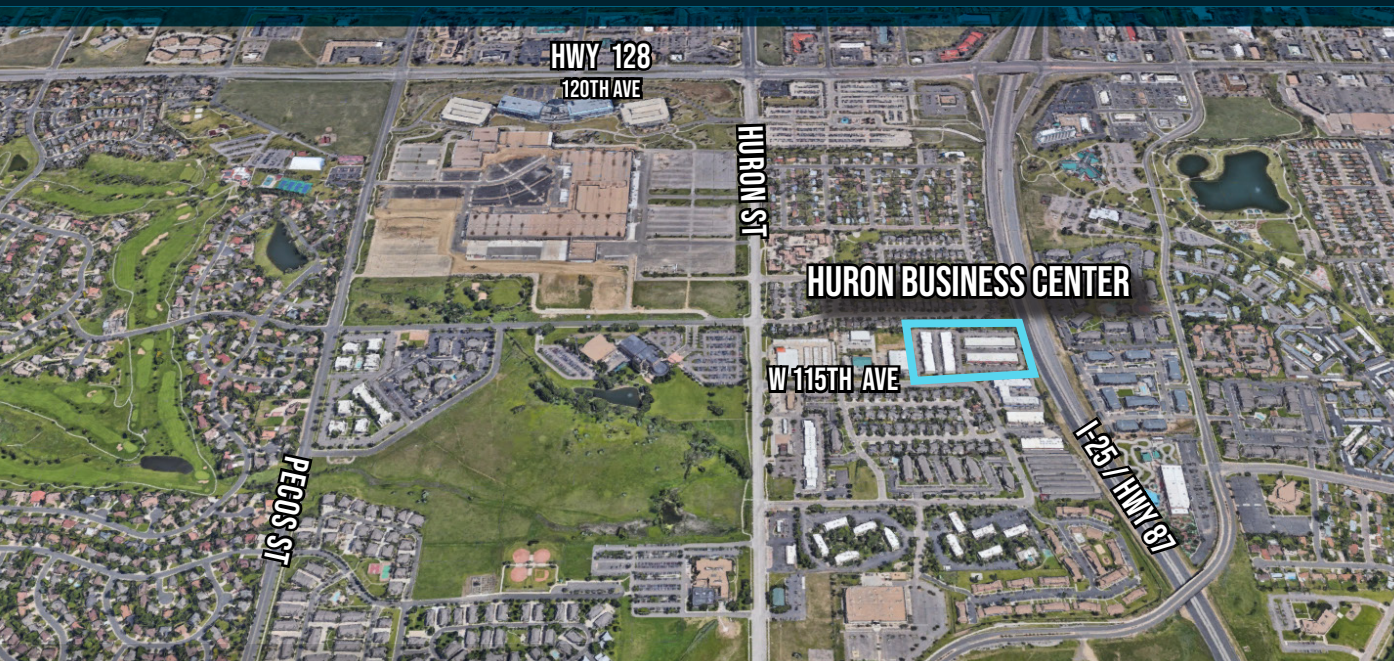 HWY 128
120TH AVE
HURON ST
HURON BUSINESS CENTER
W 115TH AVE
I-25 / HWY 87
PECOS ST